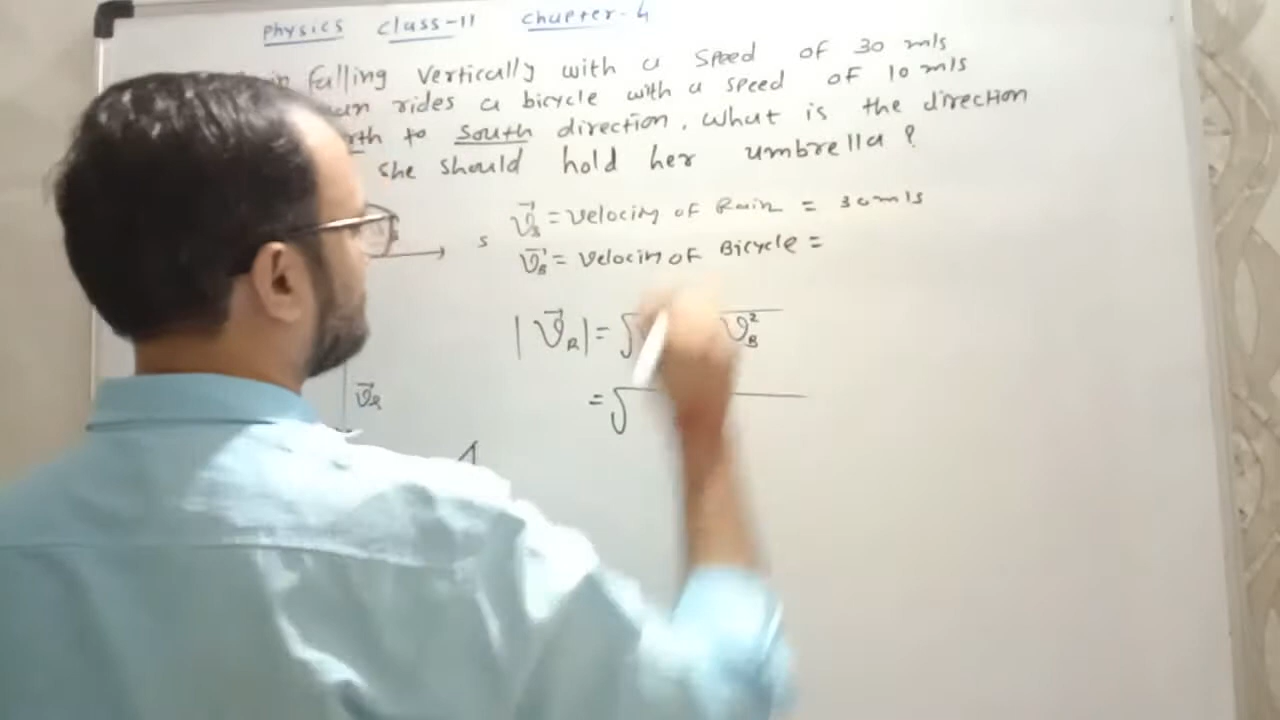 Physics Class-11 Chapter-4
falling vertically with a speed of 30 m/s
rides a bicycle with a speed of 10 m/s
to south direction. What is the direction
she should hold her umbrella ?
S
= velocity of Rain = 30m/s
= velocity of Bicycle =
|v⃗R| = √ vB²
= √
v⃗R